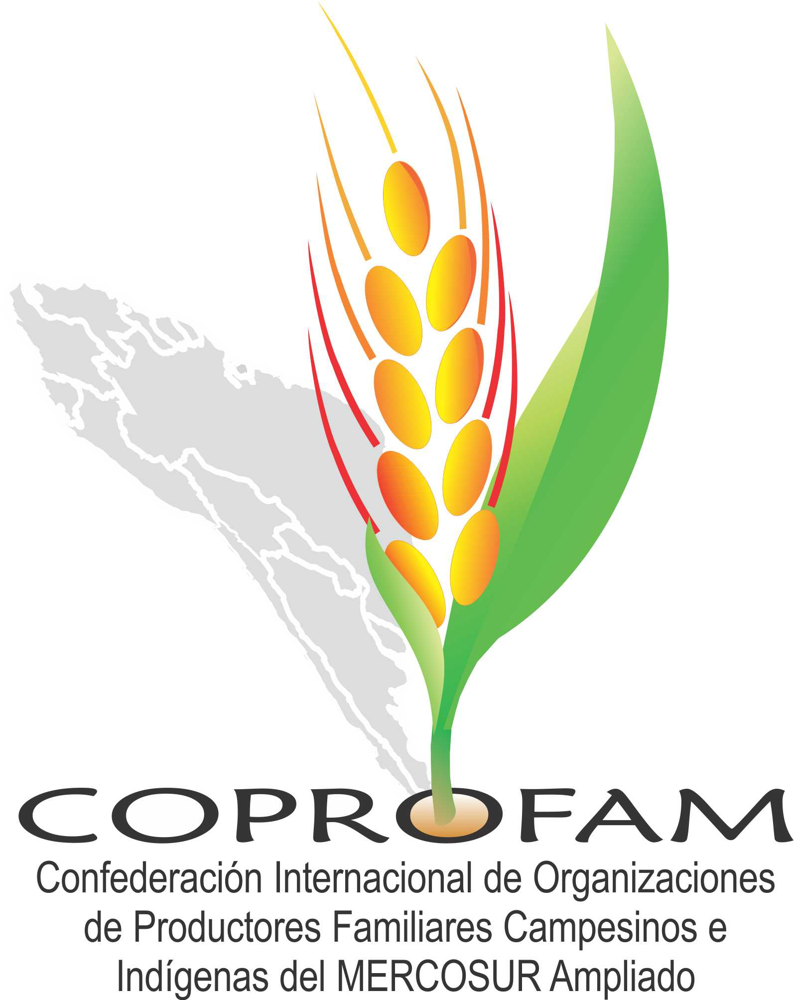 COPROFAM
Confederación Internacional de Organizaciones
de Productores Familiares Campesinos e
Indígenas del MERCOSUR Ampliado